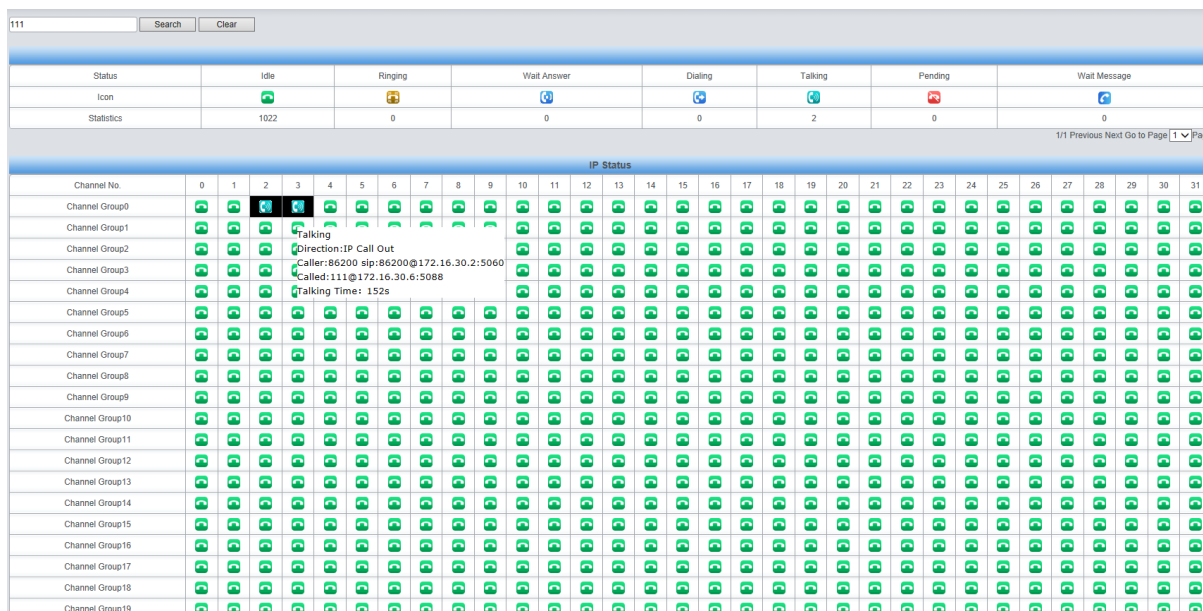 111 Search Clear
Status Idle Ringing Wait Answer Dialing Talking Pending Wait Message
Icon
Statistics 1022 0 0 0 2 0 0
1/1 Previous Next Go to Page 1
IP Status
Channel No. 0 1 2 3 4 5 6 7 8 9 10 11 12 13 14 15 16 17 18 19 20 21 22 23 24 25 26 27 28 29 30 31
Channel Group0
Channel Group1
Talking
Direction:IP Call Out
Channel Group2
Caller:86200 sip:86200@172.16.30.2:5060
Channel Group3
Called:111@172.16.30.6:5088
Channel Group4
Talking Time: 152s
Channel Group5
Channel Group6
Channel Group7
Channel Group8
Channel Group9
Channel Group10
Channel Group11
Channel Group12
Channel Group13
Channel Group14
Channel Group15
Channel Group16
Channel Group17
Channel Group18
Channel Group19